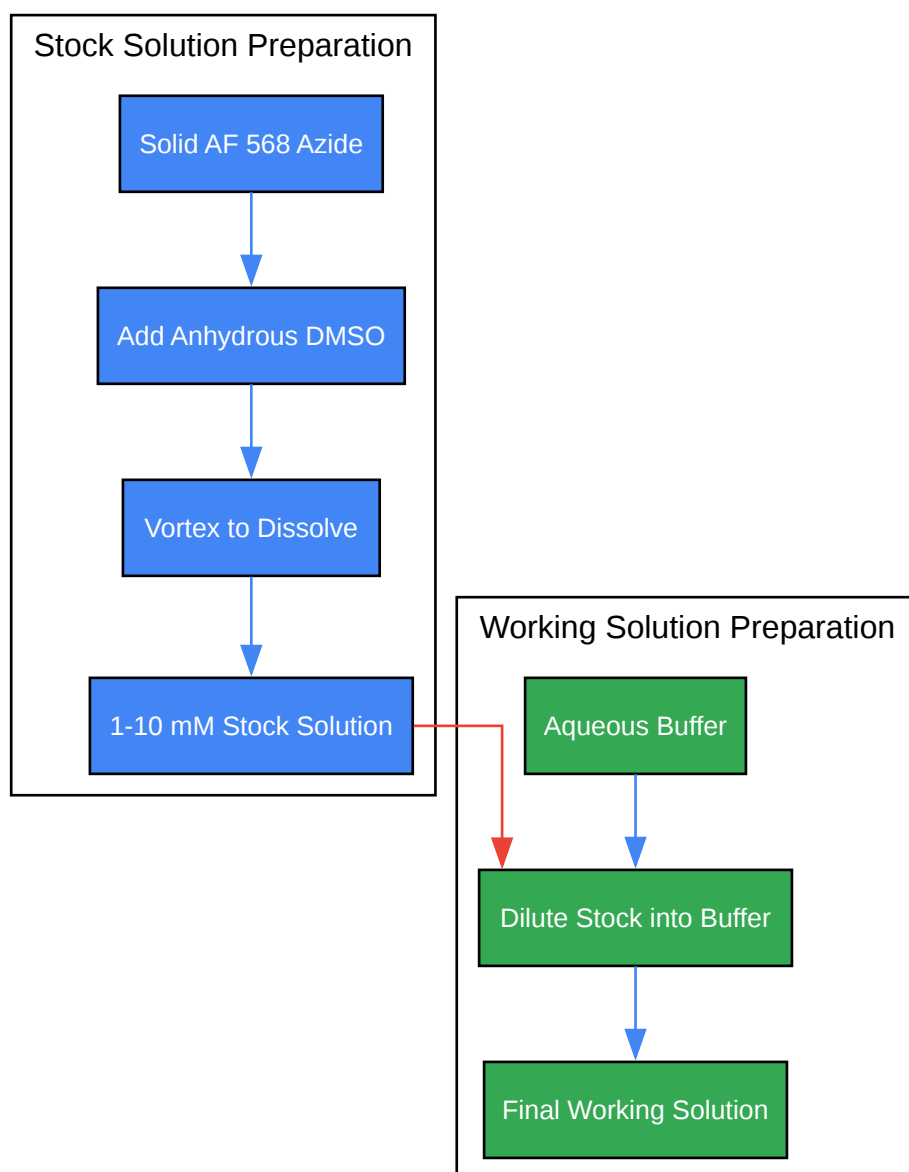 Stock Solution Preparation
Solid AF 568 Azide
Add Anhydrous DMSO
Vortex to Dissolve
1-10 mM Stock Solution
Working Solution Preparation
Aqueous Buffer
Dilute Stock into Buffer
Final Working Solution